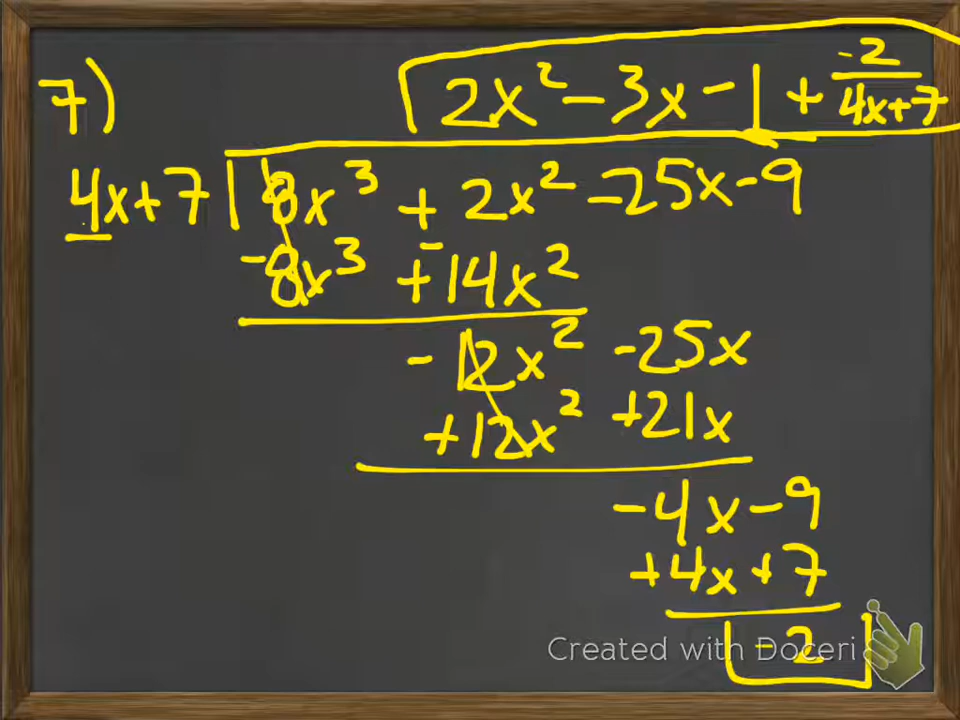 7)
2x² - 3x - 1 + -2/4x+7
4x+7 8x³ + 2x² - 25x - 9
-8x³ +-14x²
-12x² -25x
+12x² +21x
-4x - 9
+4x + 7
-2
Created with Doceri